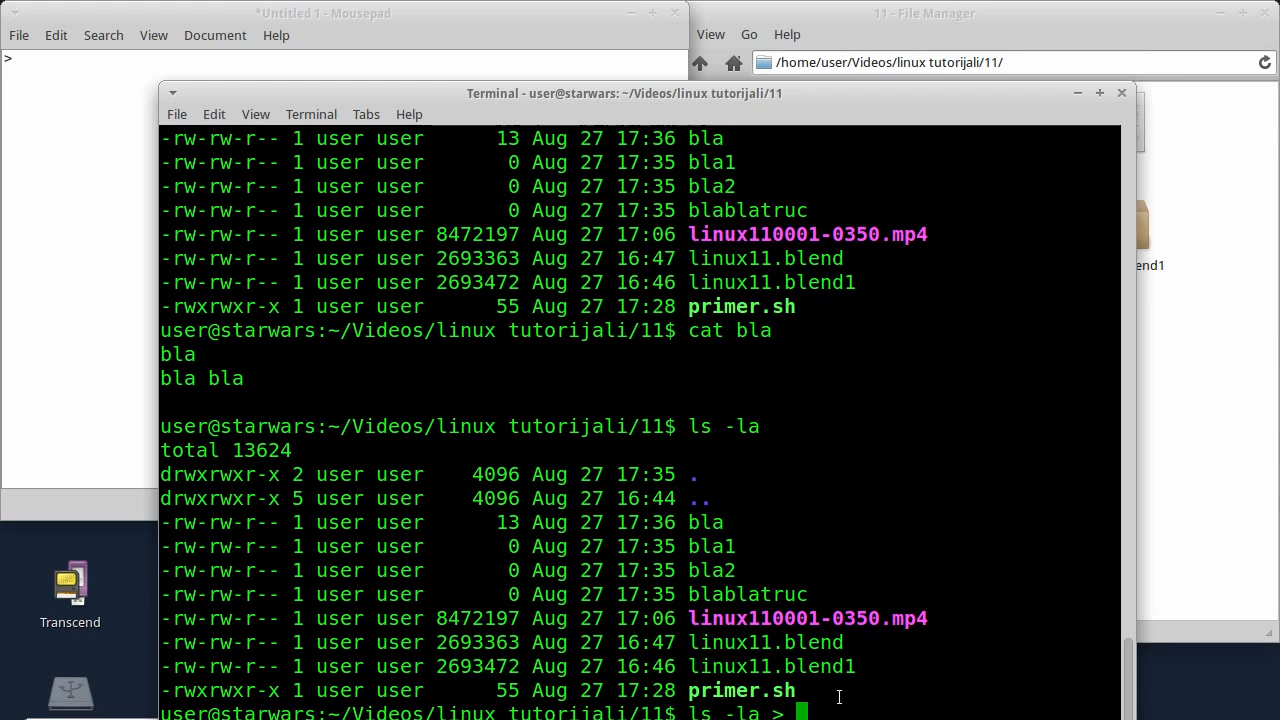 *Untitled 1 - Mousepad
File Edit Search View Document Help
>
11 - File Manager
View Go Help
/home/user/Videos/linux tutorijali/11/
end1
Terminal - user@starwars: ~/Videos/linux tutorijali/11
File Edit View Terminal Tabs Help
-rw-rw-r-- 1 user user      13 Aug 27 17:36 bla
-rw-rw-r-- 1 user user       0 Aug 27 17:35 bla1
-rw-rw-r-- 1 user user       0 Aug 27 17:35 bla2
-rw-rw-r-- 1 user user       0 Aug 27 17:35 blablatruc
-rw-rw-r-- 1 user user 8472197 Aug 27 17:06 linux110001-0350.mp4
-rw-rw-r-- 1 user user 2693363 Aug 27 16:47 linux11.blend
-rw-rw-r-- 1 user user 2693472 Aug 27 16:46 linux11.blend1
-rwxrwxr-x 1 user user      55 Aug 27 17:28 primer.sh
user@starwars:~/Videos/linux tutorijali/11$ cat bla
bla
bla bla
user@starwars:~/Videos/linux tutorijali/11$ ls -la
total 13624
drwxrwxr-x 2 user user    4096 Aug 27 17:35 .
drwxrwxr-x 5 user user    4096 Aug 27 16:44 ..
-rw-rw-r-- 1 user user      13 Aug 27 17:36 bla
-rw-rw-r-- 1 user user       0 Aug 27 17:35 bla1
-rw-rw-r-- 1 user user       0 Aug 27 17:35 bla2
-rw-rw-r-- 1 user user       0 Aug 27 17:35 blablatruc
-rw-rw-r-- 1 user user 8472197 Aug 27 17:06 linux110001-0350.mp4
-rw-rw-r-- 1 user user 2693363 Aug 27 16:47 linux11.blend
-rw-rw-r-- 1 user user 2693472 Aug 27 16:46 linux11.blend1
-rwxrwxr-x 1 user user      55 Aug 27 17:28 primer.sh
user@starwars:~/Videos/linux tutorijali/11$ ls -la >
Transcend